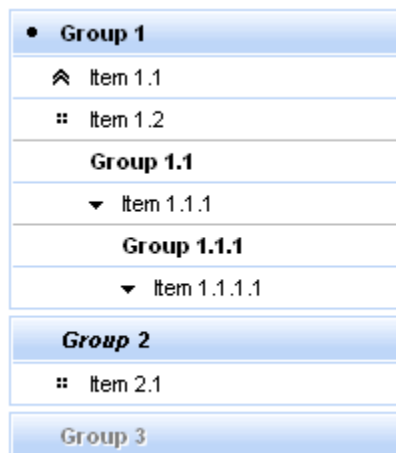 Group 1
Item 1.1
Item 1.2
Group 1.1
Item 1.1.1
Group 1.1.1
Item 1.1.1.1
Group 2
Item 2.1
Group 3